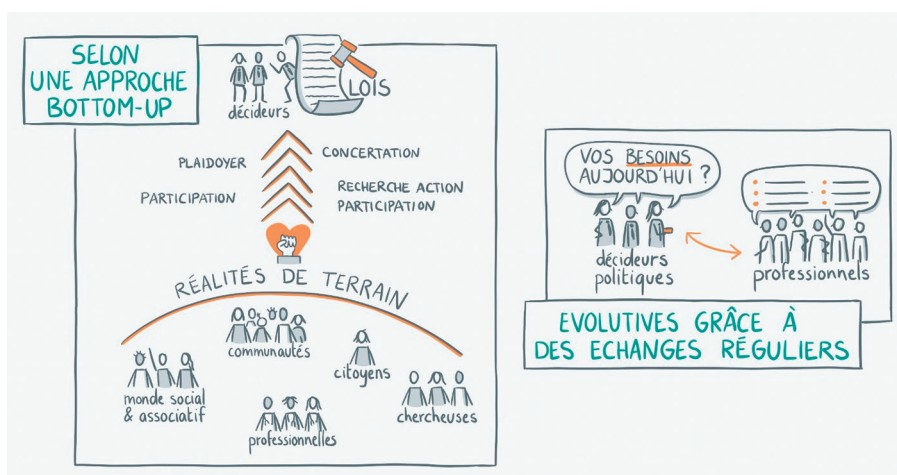 SELON
UNE APPROCHE
BOTTOM-UP
LOIS
décideurs
PLAIDOYER
CONCERTATION
PARTICIPATION
RECHERCHE ACTION
PARTICIPATION
RÉALITÉS DE TERRAIN
communautés
citoyens
monde social
& associatif
chercheuses
professionnelles
VOS BESOINS
AUJOURD'HUI ?
décideurs
politiques
professionnels
EVOLUTIVES GRÂCE À
DES ECHANGES RÉGULIERS